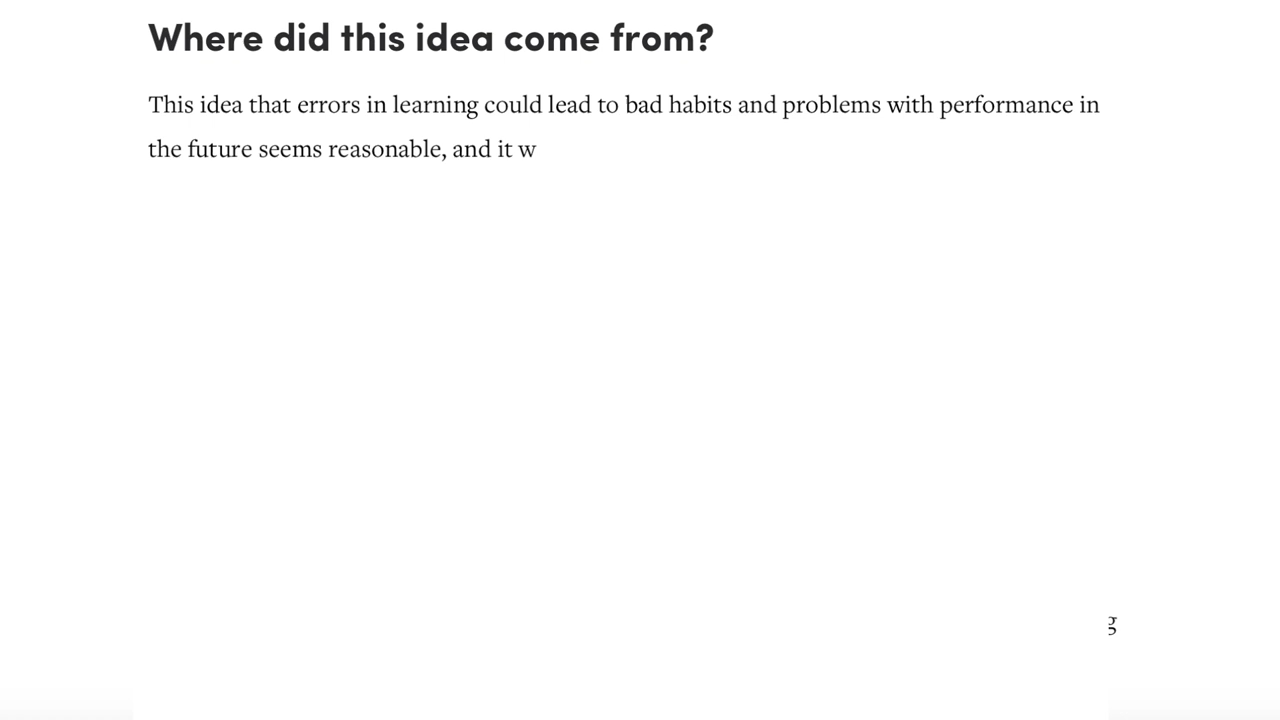 Where did this idea come from?
This idea that errors in learning could lead to bad habits and problems with performance in
the future seems reasonable, and it w
g